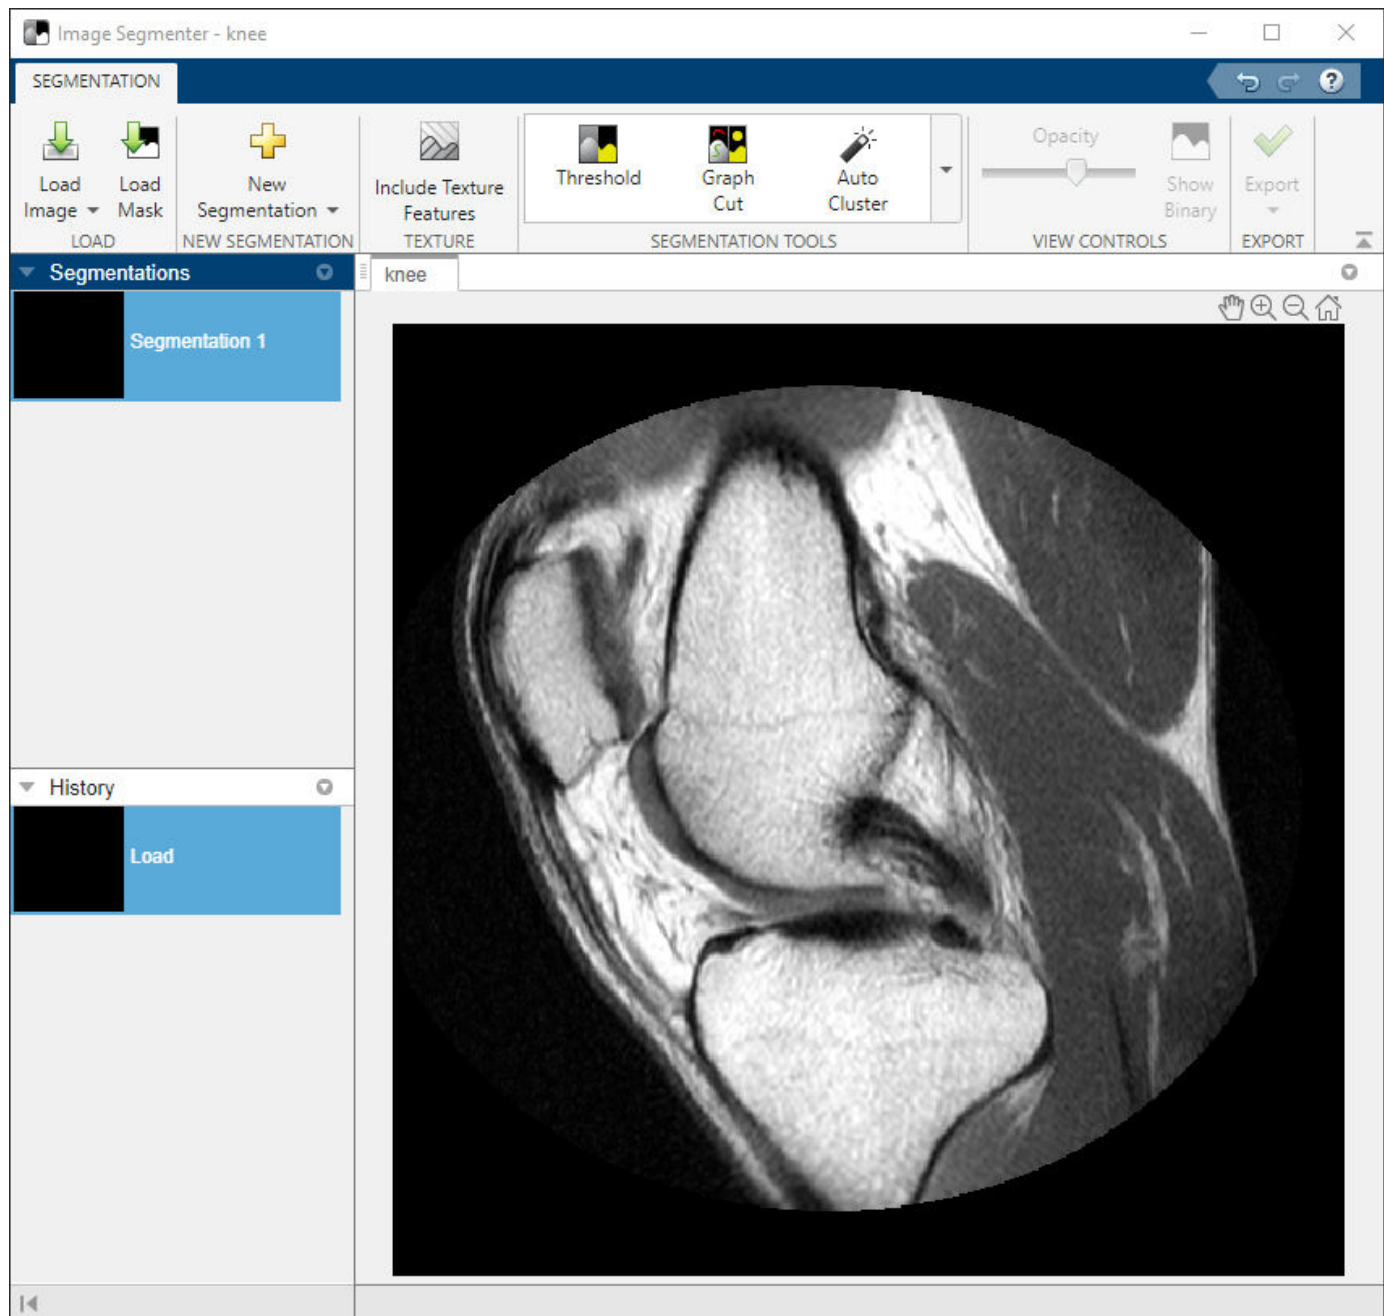 Image Segmenter - knee
SEGMENTATION
Load
Image
Load
Mask
New
Segmentation
Include Texture
Features
Threshold
Graph
Cut
Auto
Cluster
Opacity
Show
Binary
Export
LOAD
NEW SEGMENTATION
TEXTURE
SEGMENTATION TOOLS
VIEW CONTROLS
EXPORT
Segmentations
knee
Segmentation 1
History
Load